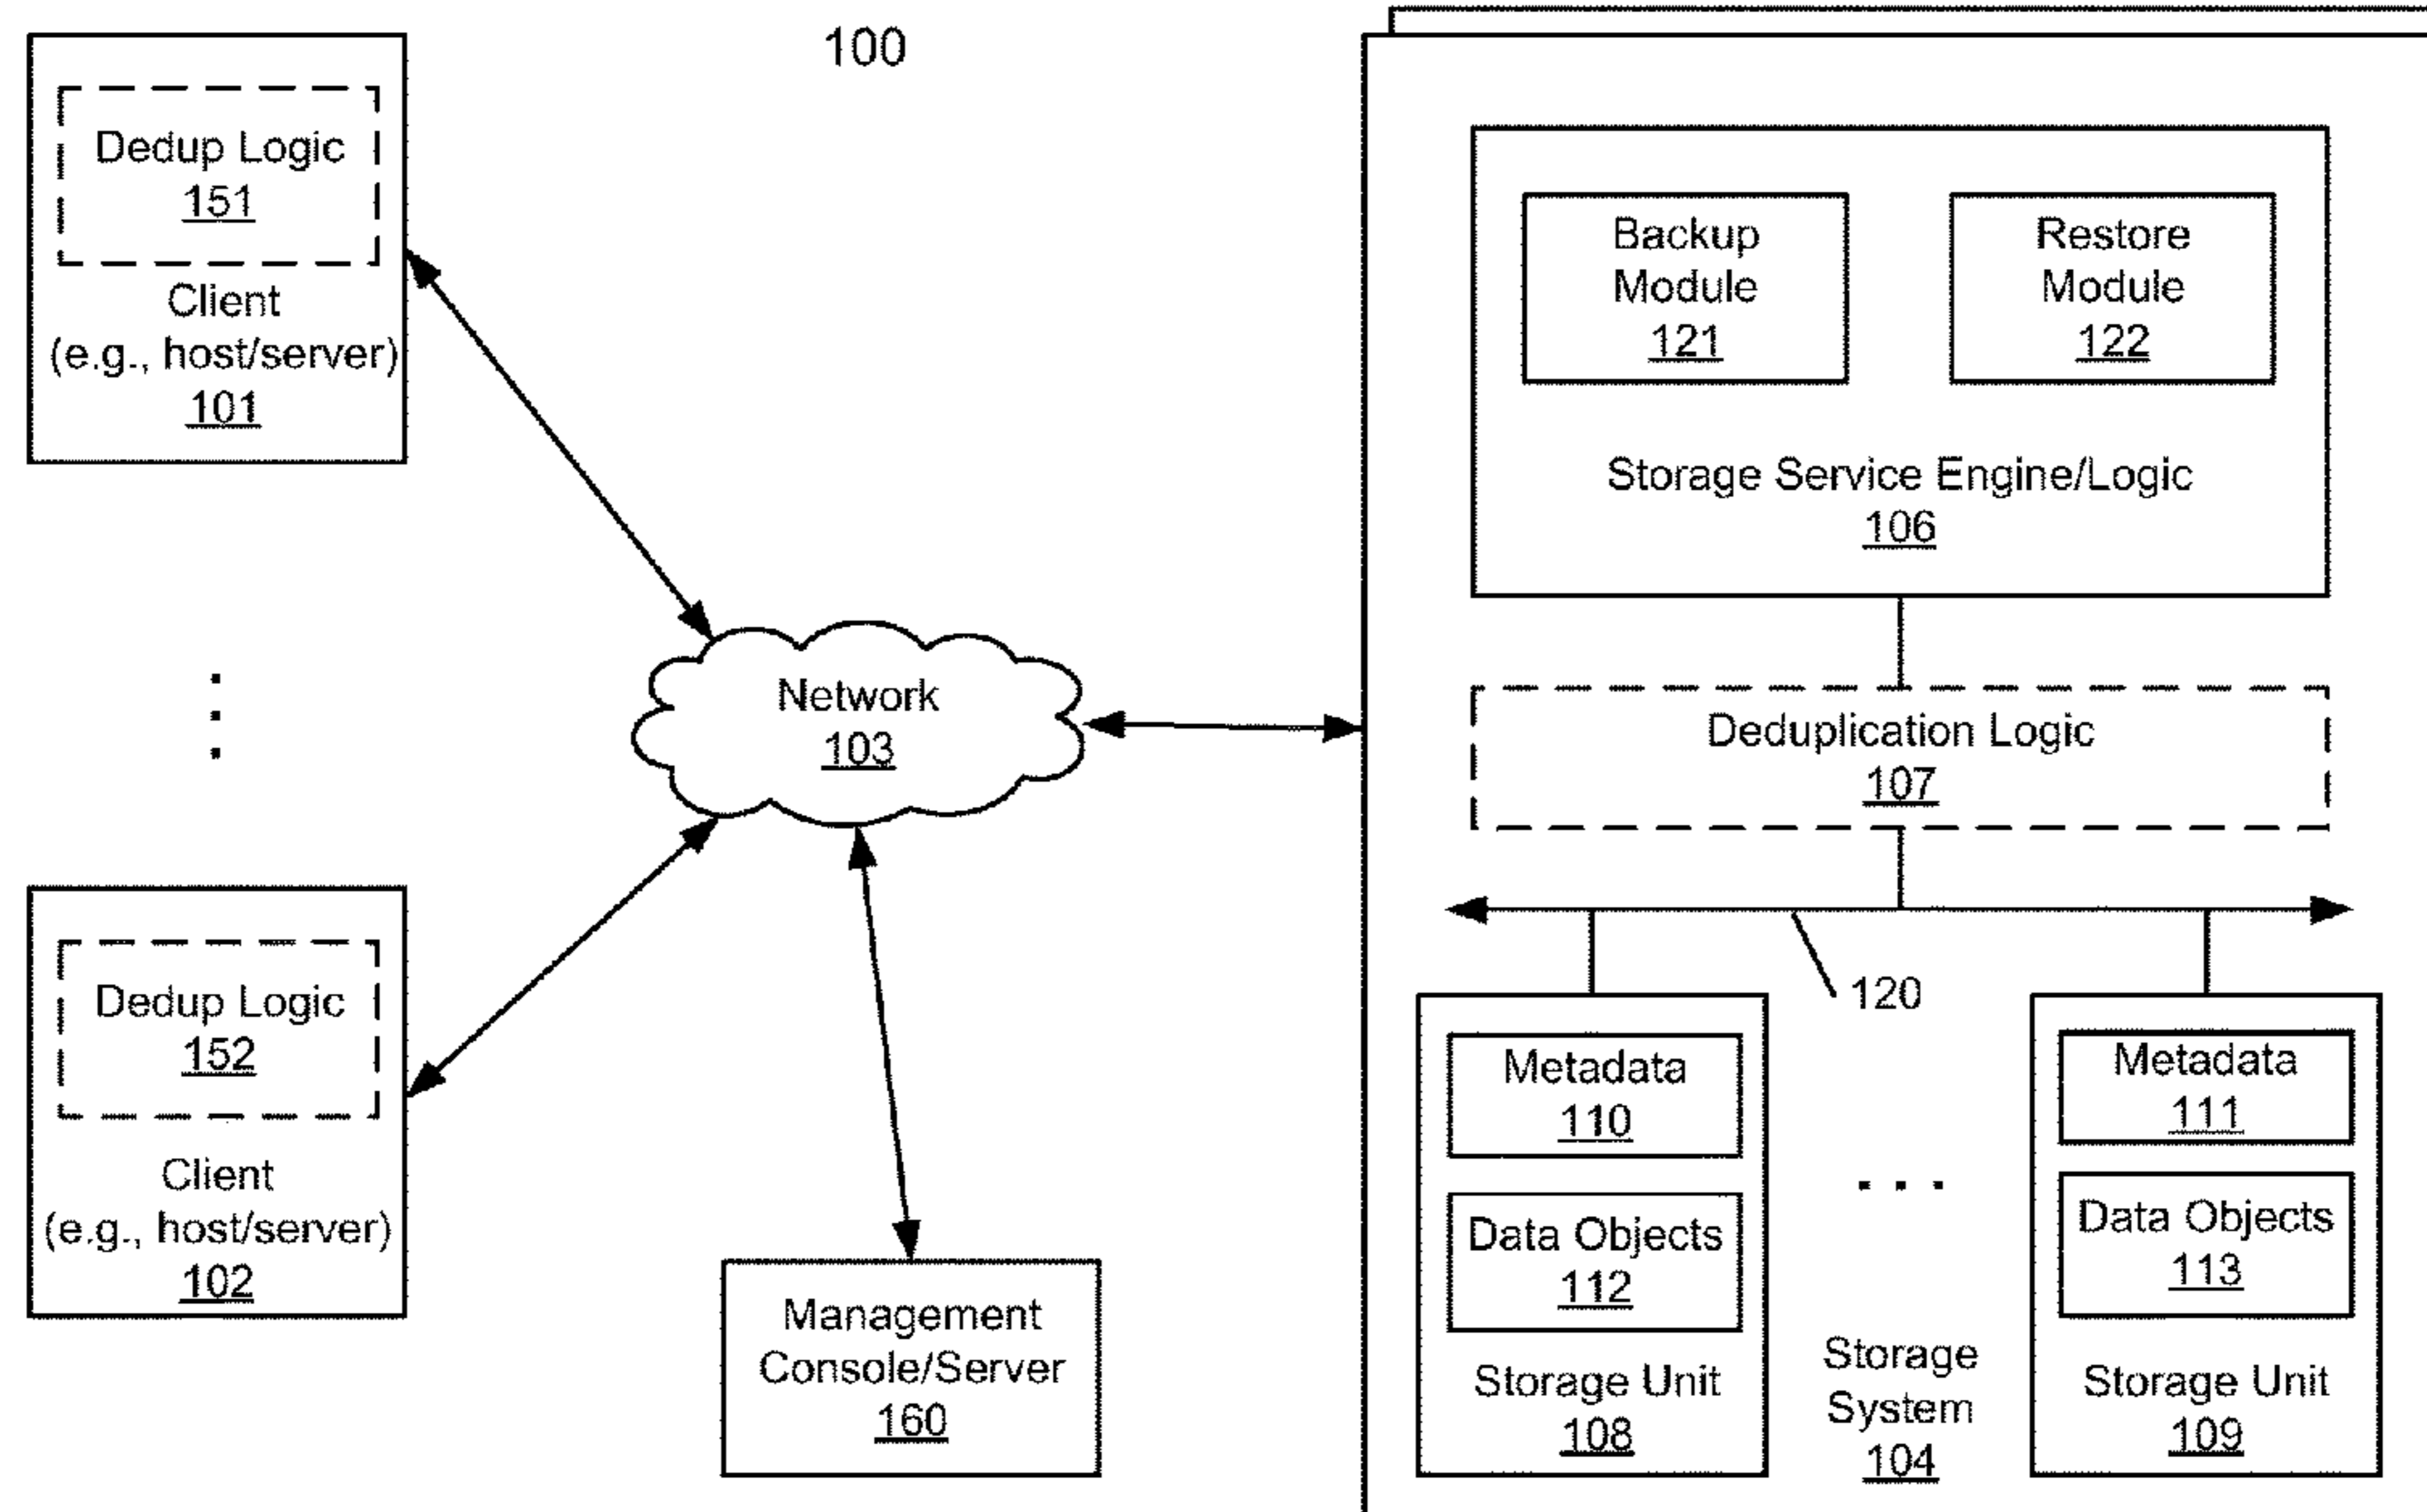 100
Dedup Logic
151
Client
(e.g., host/server)
101
Dedup Logic
152
Client
(e.g., host/server)
102
Network
103
Management
Console/Server
160
Backup
Module
121
Restore
Module
122
Storage Service Engine/Logic
106
Deduplication Logic
107
120
Metadata
110
Data Objects
112
Storage Unit
108
. . .
Storage
System
104
Metadata
111
Data Objects
113
Storage Unit
109